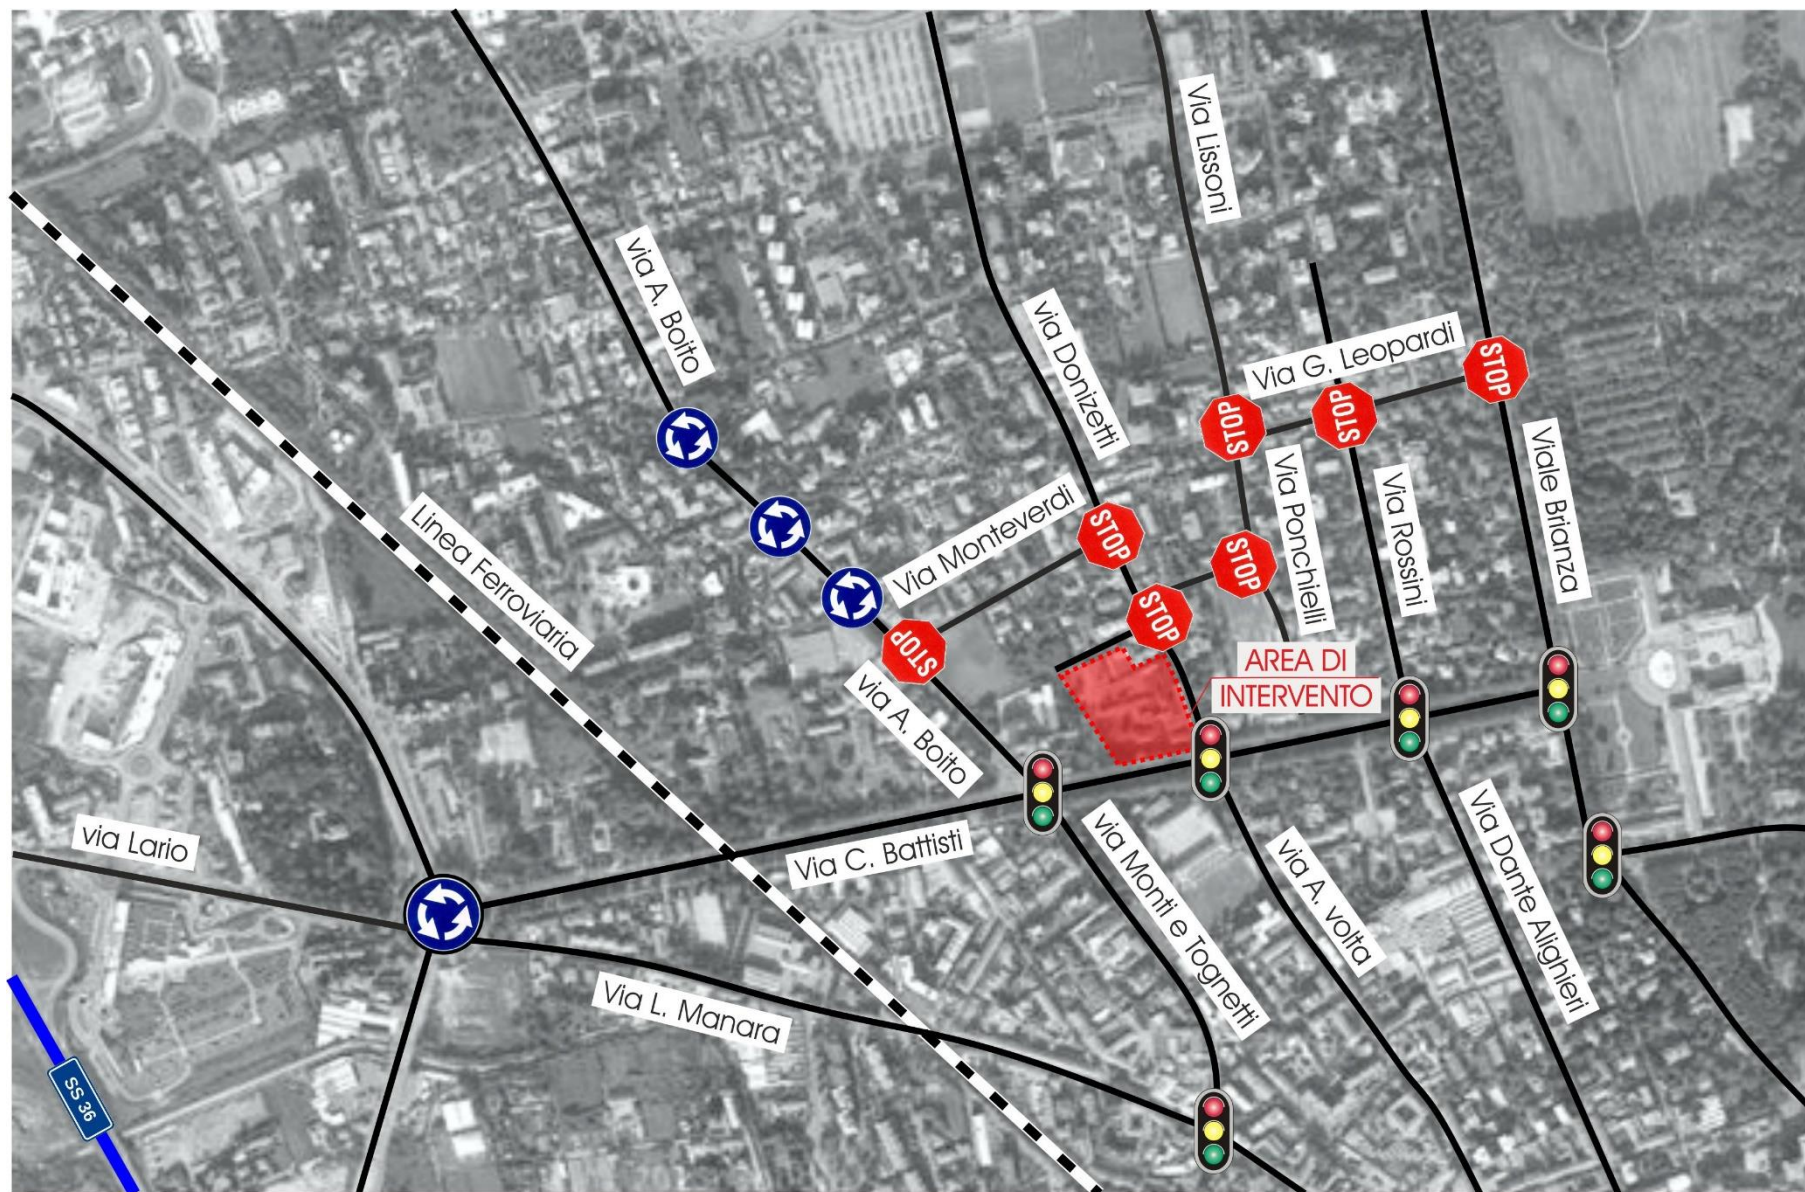 Via Lissoni
via A. Boito
via Donizetti
Via G. Leopardi
STOP
STOP
STOP
Viale Brianza
Via Ponchielli
Via Rossini
Linea Ferroviaria
Via Monteverdi
STOP
STOP
STOP
STOP
AREA DI
INTERVENTO
via A. Boito
via Lario
Via C. Battisti
via Monti e Tognetti
via A. volta
Via Dante Alighieri
Via L. Manara
SS 36